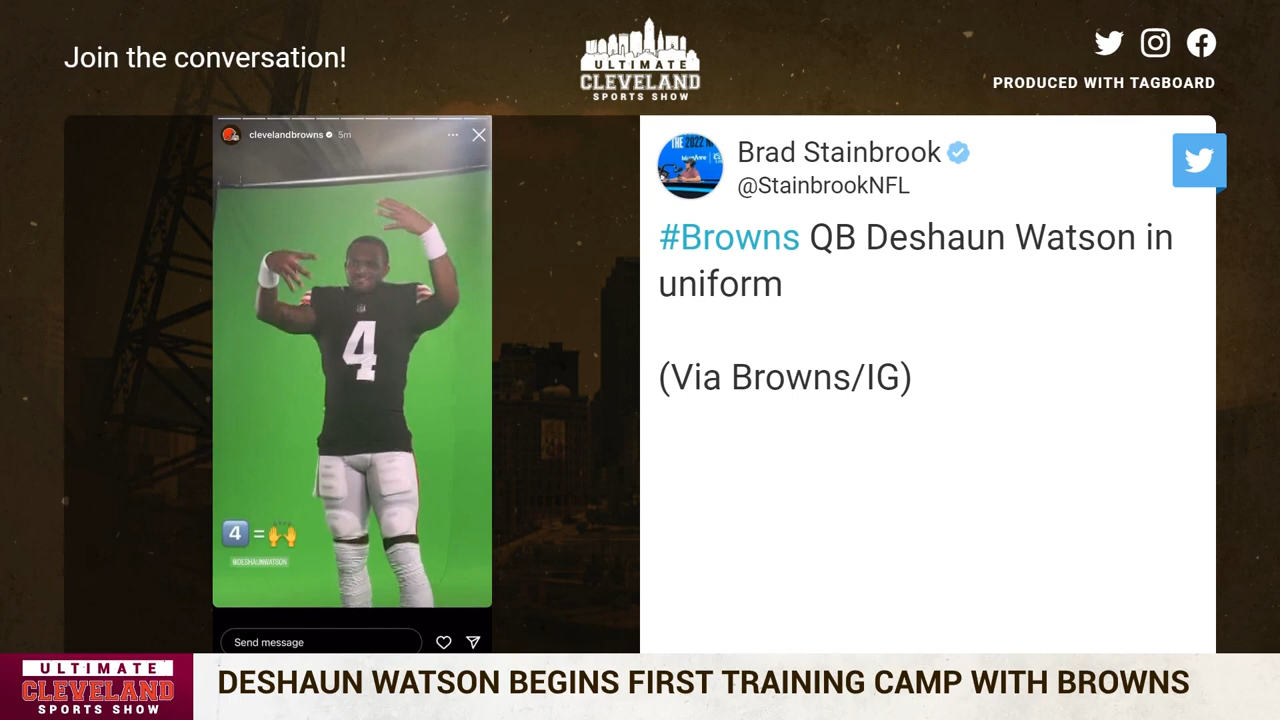 Join the conversation!
ULTIMATE
CLEVELAND
SPORTS SHOW
PRODUCED WITH TAGBOARD
clevelandbrowns 5m
4
4 =
@DESHAUNWATSON
Send message
Brad Stainbrook
@StainbrookNFL
#Browns QB Deshaun Watson in
uniform
(Via Browns/IG)
ULTIMATE
CLEVELAND
SPORTS SHOW
DESHAUN WATSON BEGINS FIRST TRAINING CAMP WITH BROWNS